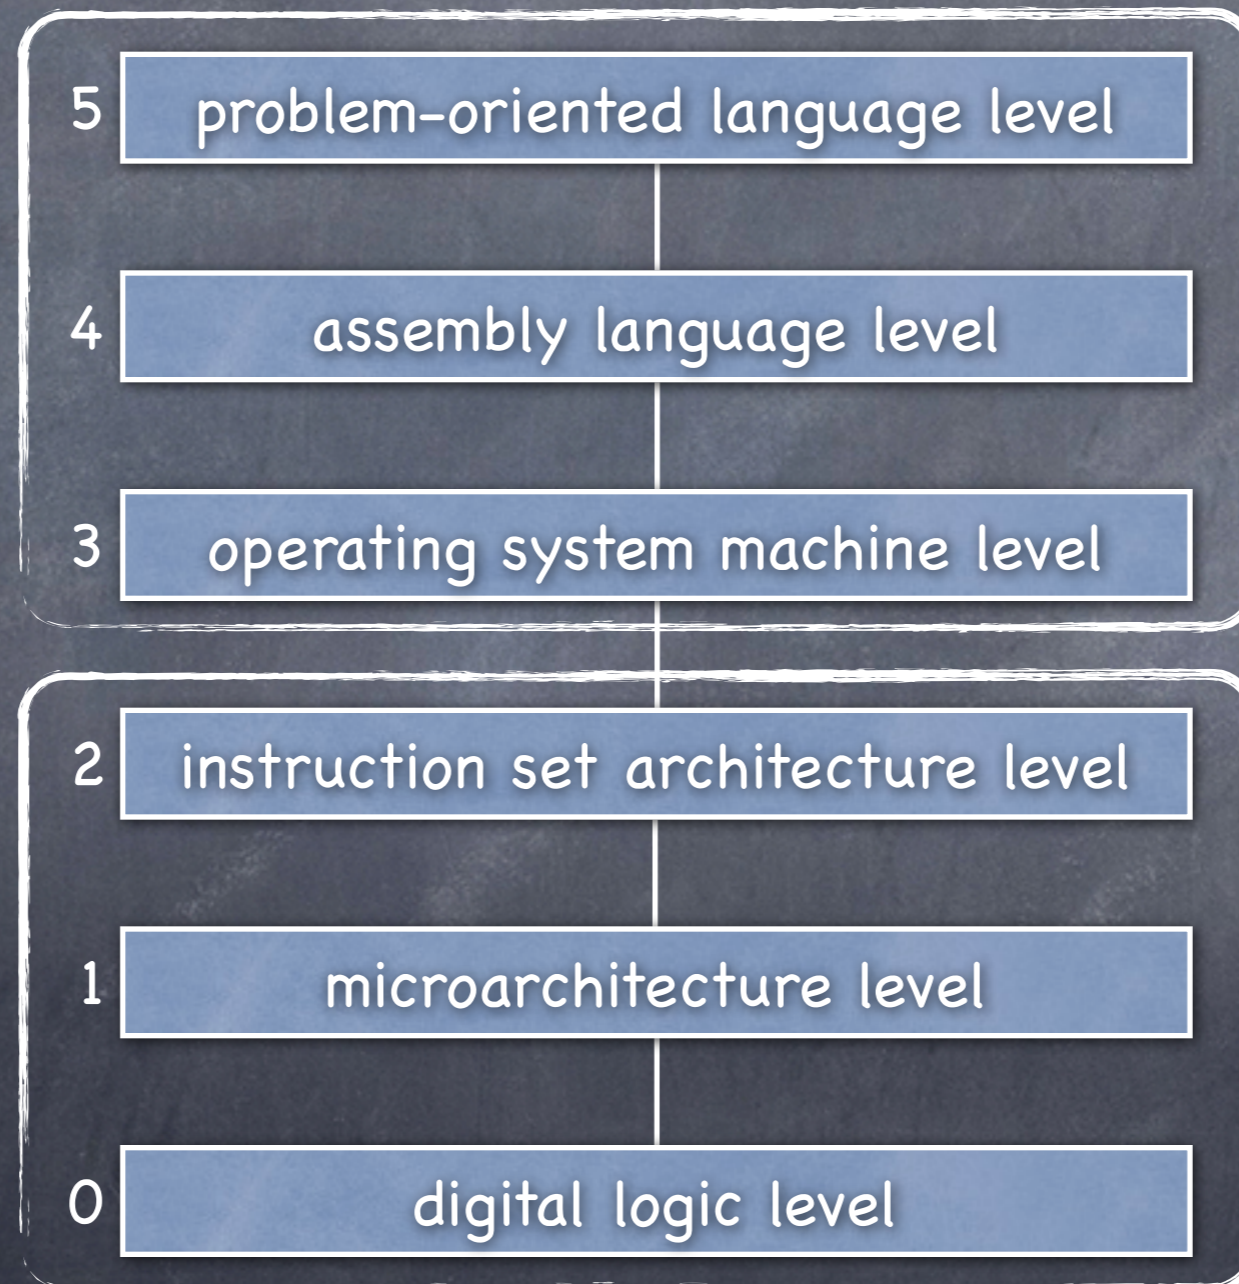 5 problem-oriented language level
4 assembly language level
3 operating system machine level
2 instruction set architecture level
1 microarchitecture level
0 digital logic level